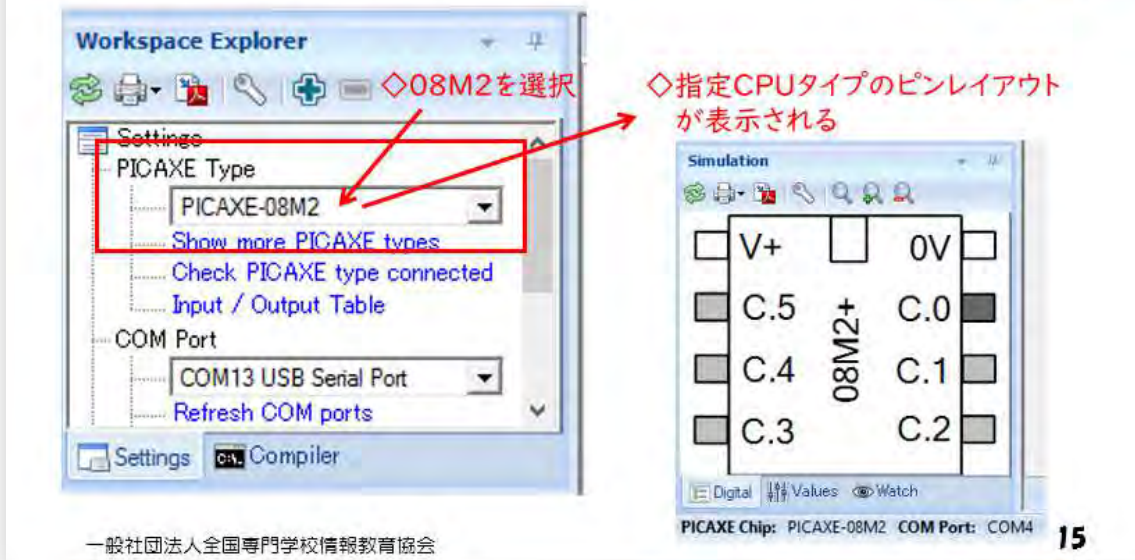 Workspace Explorer
◇08M2を選択
Settings
PICAXE Type
PICAXE-08M2
Show more PICAXE types
Check PICAXE type connected
Input / Output Table
COM Port
COM13 USB Serial Port
Refresh COM ports
Settings
Compiler
◇指定CPUタイプのピンレイアウト
が表示される
Simulation
V+ 0V
C.5 C.0
08M2+
C.4 C.1
C.3 C.2
Digital Values Watch
PICAXE Chip: PICAXE-08M2 COM Port: COM4
一般社団法人全国専門学校情報教育協会
15